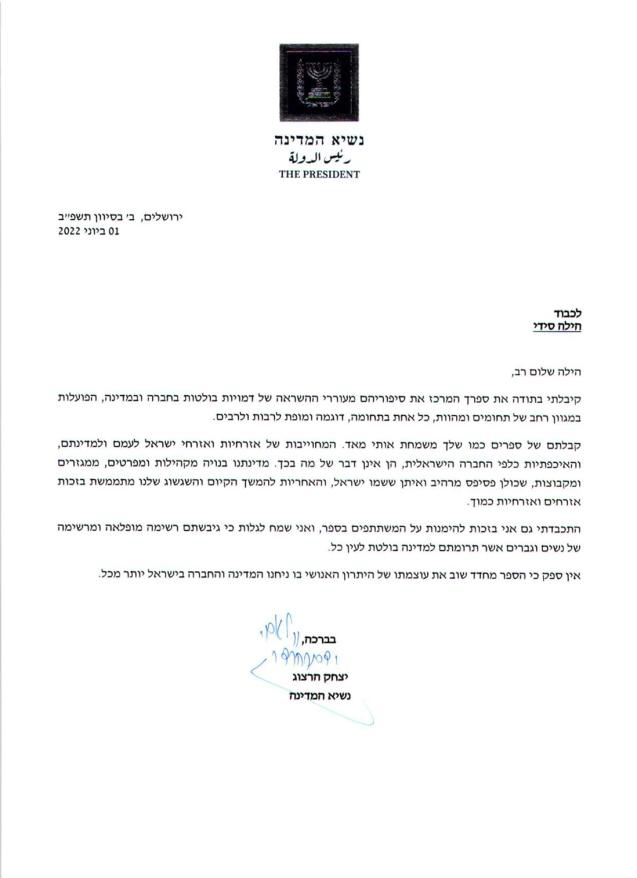 נשיא המדינה
رئيس الدولة
THE PRESIDENT
ירושלים, ב׳ בסיוון תשפ״ב
01 ביוני 2022
לכבוד
הילה סידי
הילה שלום רב,
קיבלתי בתודה את ספרך המרכז את סיפוריהם מעוררי ההשראה של דמויות בולטות בחברה ובמדינה, הפועלות
במגוון רחב של תחומים ומהוות, כל אחת בתחומה, דוגמה ומופת לרבות ולרבים.
קבלתם של ספרים כמו שלך משמחת אותי מאד. המחוייבות של אזרחיות ואזרחי ישראל לעמם ולמדינתם,
והאיכפתיות כלפי החברה הישראלית, הן אינן דבר של מה בכך. מדינתנו בנויה מקהילות ומפרטים, ממגזרים
ומקבוצות, שכולן פסיפס מרהיב ואיתן ששמו ישראל, והאחריות להמשך הקיום והשגשוג שלנו מתממשת בזכות
אזרחים ואזרחיות כמוך.
התכבדתי גם אני בזכות להימנות על המשתתפים בספר, ואני שמח לגלות כי גיבשתם רשימה מופלאה ומרשימה
של נשים וגברים אשר תרומתם למדינה בולטת לעין כל.
אין ספק כי הספר מחדד שוב את עוצמתו של היתרון האנושי בו ניחנו המדינה והחברה בישראל יותר מכל.
בברכה,
יצחק הרצוג
נשיא המדינה